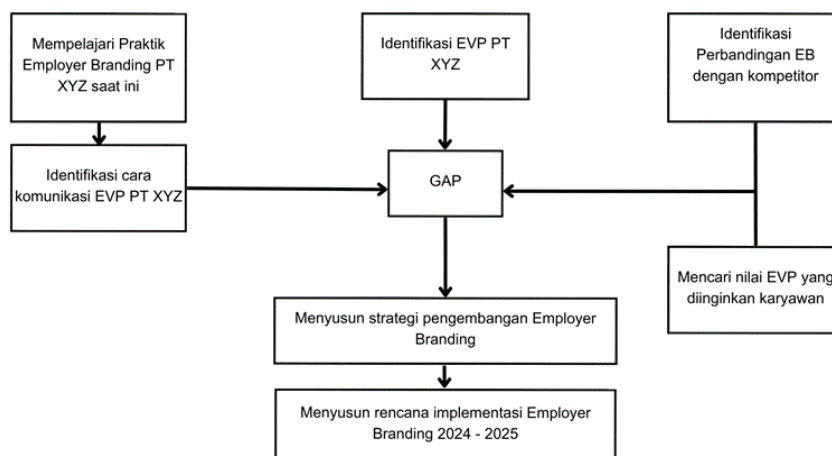 Mempelajari Praktik
Employer Branding PT
XYZ saat ini
Identifikasi EVP PT
XYZ
Identifikasi
Perbandingan EB
dengan kompetitor
Identifikasi cara
komunikasi EVP PT XYZ
GAP
Mencari nilai EVP yang
diinginkan karyawan
Menyusun strategi pengembangan Employer
Branding
Menyusun rencana implementasi Employer
Branding 2024 - 2025